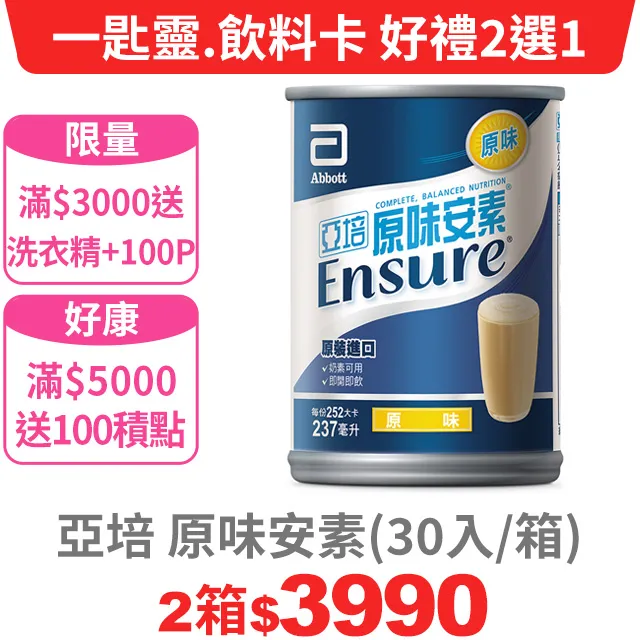 一匙靈.飲料卡 好禮2選1
限量
滿$3000送
洗衣精+100P
好康
滿$5000
送100積點
Abbott
原味
COMPLETE, BALANCED NUTRITION®
亞培 原味安素
Ensure®
原裝進口
✓奶素可用
✓即開即飲
每份252大卡
237毫升
原 味
亞培 原味安素(30入/箱)
2箱$3990